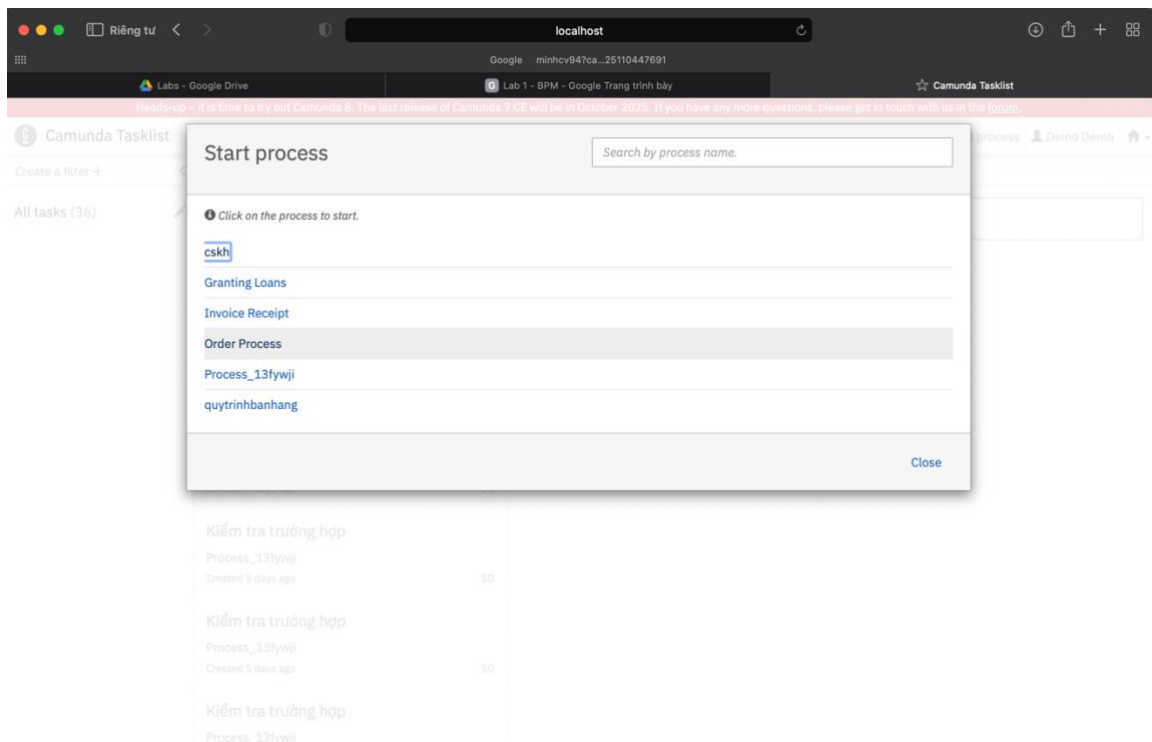 Riêng tư
localhost
Google minhcv94?ca...25110447691
Labs - Google Drive
G Lab 1 - BPM - Google Trang trình bày
Camunda Tasklist
Heads-up – it is time to try out Camunda 8. The last release of Camunda 7 CE will be in October 2025. If you have any more questions, please get in touch with us in the forum.
Camunda Tasklist
process Demo Demo
Create a filter +
All tasks (36)
Start process
Search by process name.
Click on the process to start.
cskh
Granting Loans
Invoice Receipt
Order Process
Process_13fywji
quytrinhbanhang
Close
Kiểm tra trường hợp
Process_13fywji
Created 5 days ago 50
Kiểm tra trường hợp
Process_13fywji
Created 5 days ago 50
Kiểm tra trường hợp
Process_13fywji